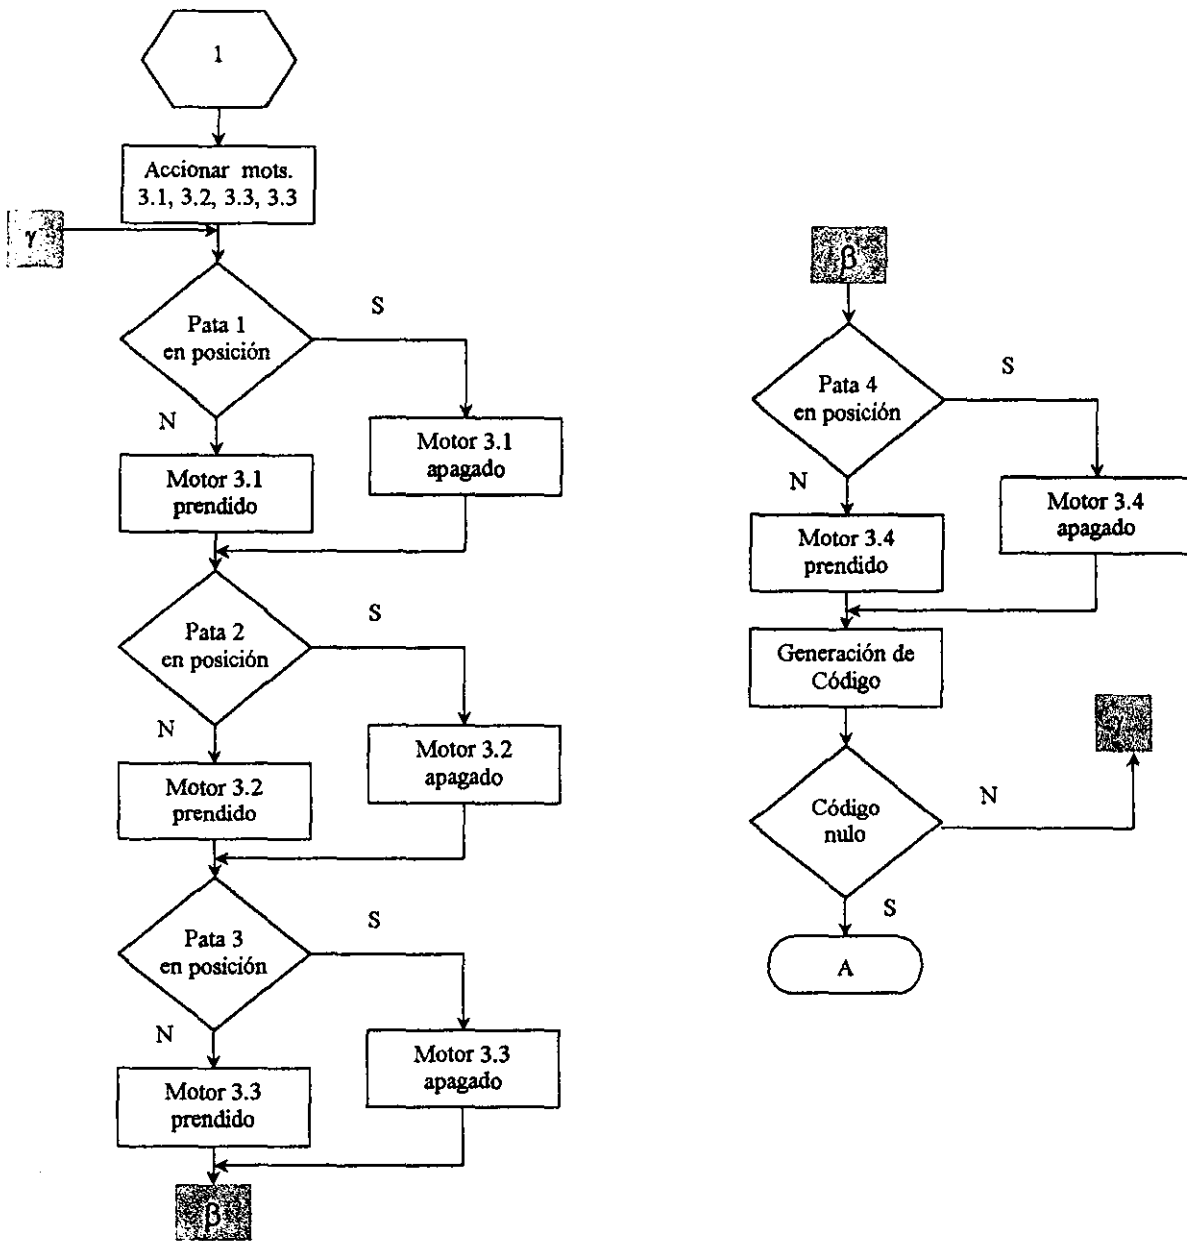 1
Accionar mots.
3.1, 3.2, 3.3, 3.3
γ
Pata 1
en posición
S
N
Motor 3.1
apagado
Motor 3.1
prendido
Pata 2
en posición
S
N
Motor 3.2
apagado
Motor 3.2
prendido
Pata 3
en posición
S
N
Motor 3.3
apagado
Motor 3.3
prendido
β
β
Pata 4
en posición
S
N
Motor 3.4
apagado
Motor 3.4
prendido
Generación de
Código
γ
Código
nulo
N
S
A